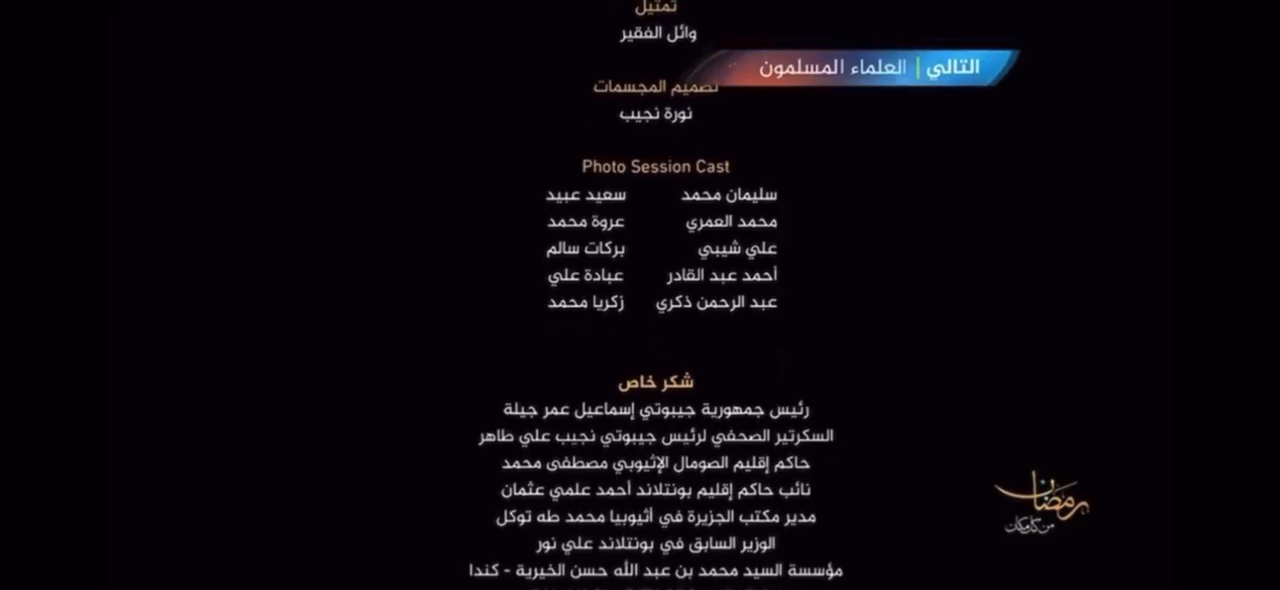 تمثيل
وائل الفقير
التالي | العلماء المسلمون
تصميم المجسمات
نورة نجيب
Photo Session Cast
سليمان محمد سعيد عبيد
محمد العمري عروة محمد
علي شيبي بركات سالم
أحمد عبد القادر عبادة علي
عبد الرحمن ذكري زكريا محمد
شكر خاص
رئيس جمهورية جيبوتي إسماعيل عمر جيلة
السكرتير الصحفي لرئيس جيبوتي نجيب علي طاهر
حاكم إقليم الصومال الإثيوبي مصطفى محمد
نائب حاكم إقليم بونتلاند أحمد علمي عثمان
مدير مكتب الجزيرة في أثيوبيا محمد طه توكل
الوزير السابق في بونتلاند علي نور
مؤسسة السيد محمد بن عبد الله حسن الخيرية - كندا
رمضان
من كل مكان